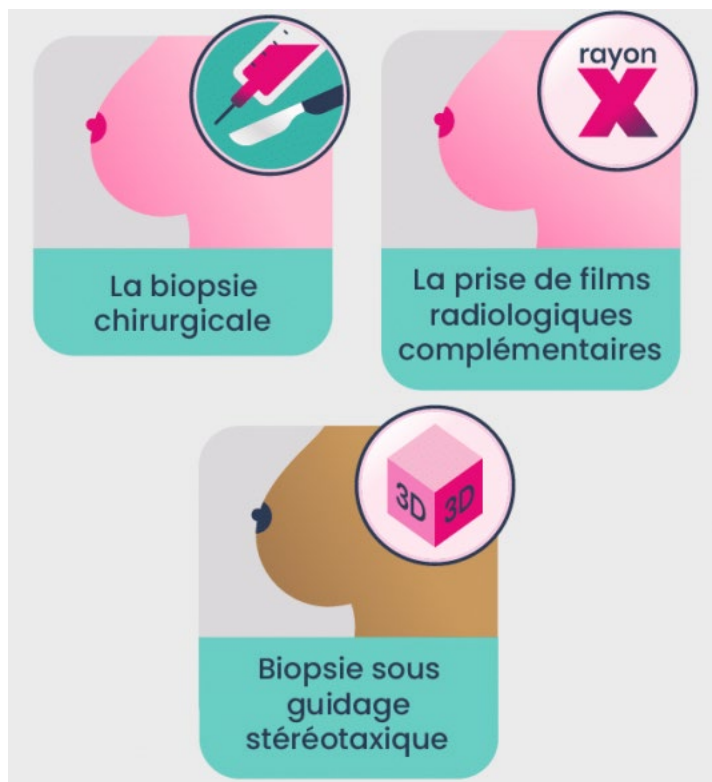 La biopsie
chirurgicale
rayon
X
La prise de films
radiologiques
complémentaires
3D 3D
Biopsie sous
guidage
stéréotaxique